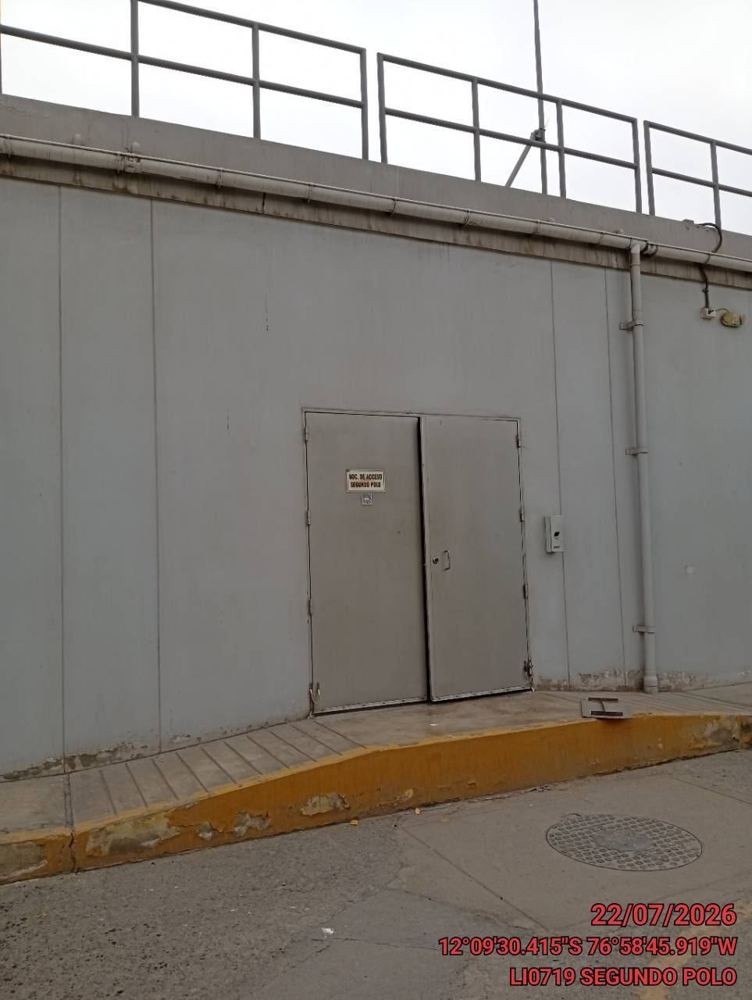 NOC. DE ACCESO
SEGUNDO POLO
22/07/2026
12°09'30.415"S 76°58'45.919"W
LI0719 SEGUNDO POLO